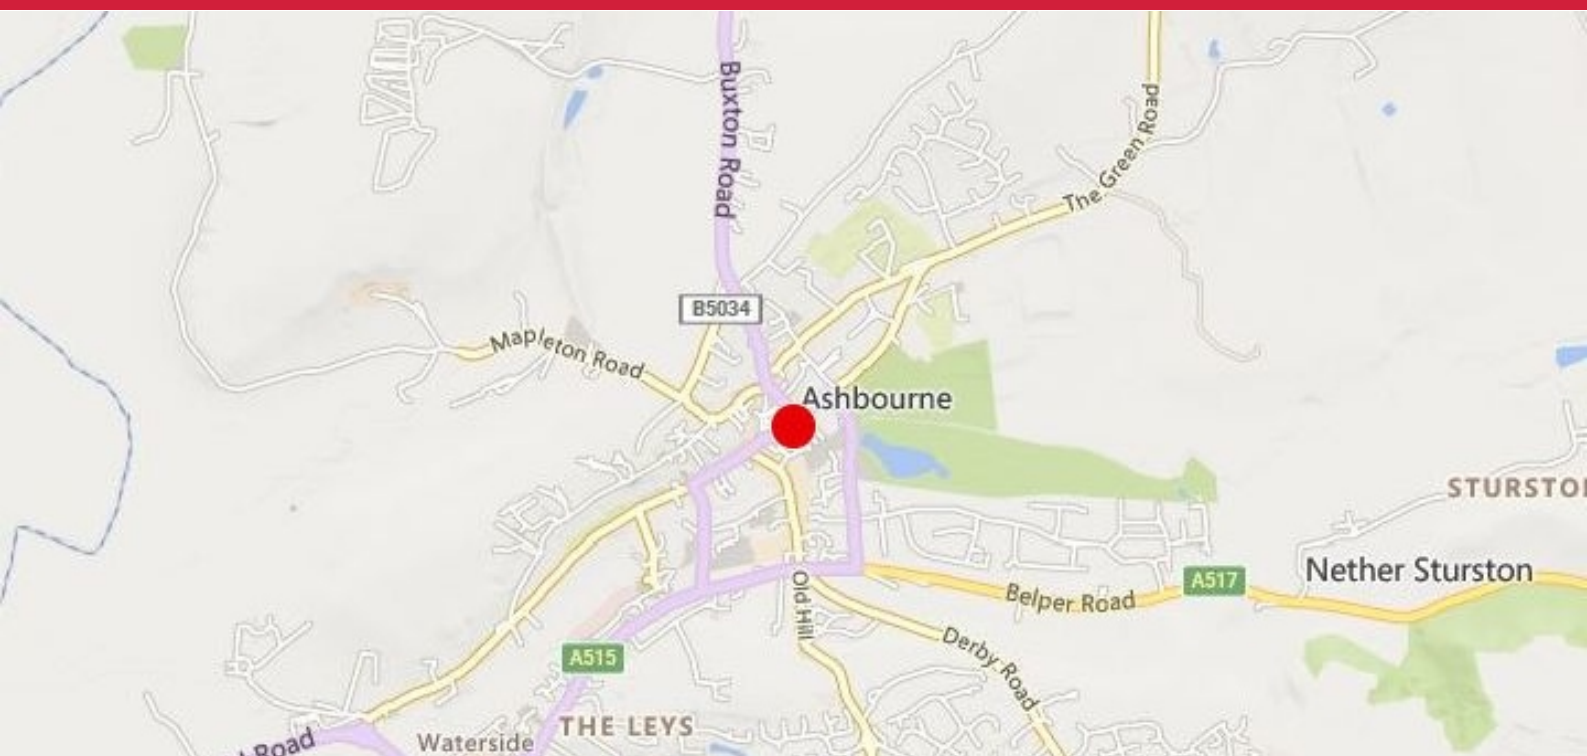 Buxton Road
The Green Road
B5034
Mapleton Road
Ashbourne
STURSTO
Nether Sturston
A517
Belper Road
Old Hill
Derby Road
A515
THE LEYS
Road
Waterside